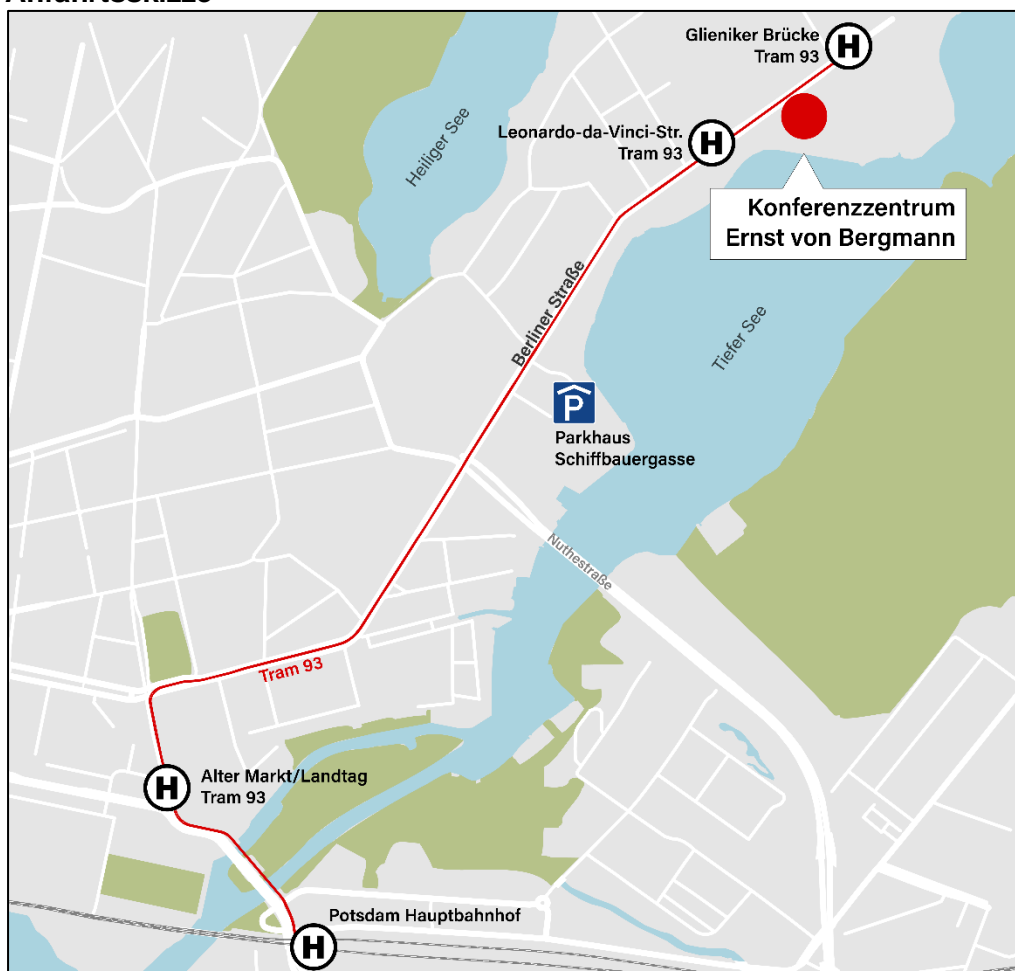 Anfahrtsskizze
Glieniker Brücke
Tram 93
H
Leonardo-da-Vinci-Str.
Tram 93
H
Heiliger See
Konferenzzentrum
Ernst von Bergmann
Berliner Straße
Tiefer See
P
Parkhaus
Schiffbauergasse
Nuthestraße
Tram 93
Alter Markt/Landtag
Tram 93
H
Potsdam Hauptbahnhof
H